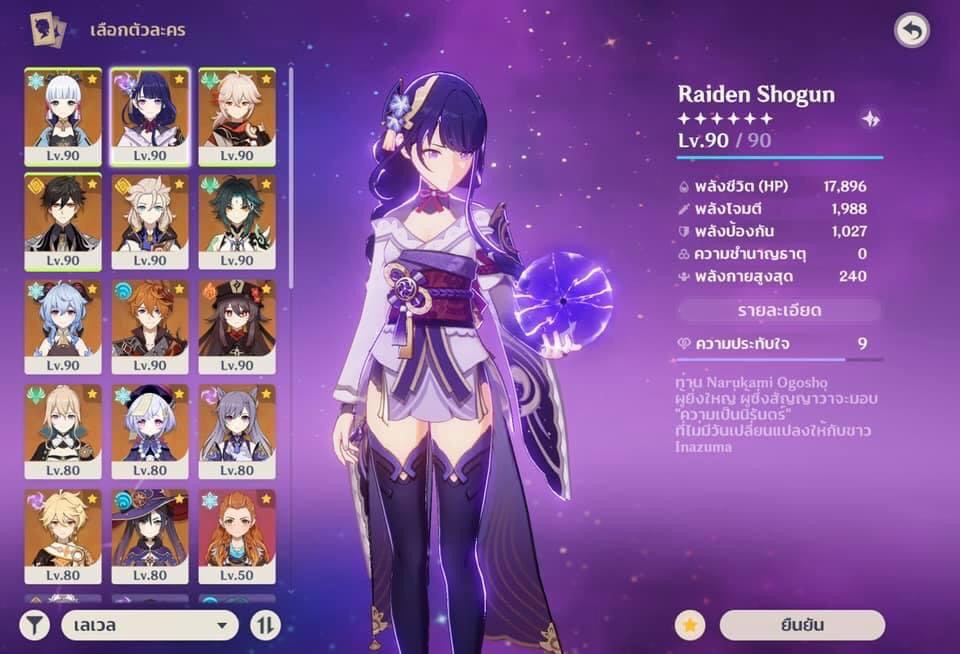 เลือกตัวละคร
Lv.90
Lv.90
Lv.90
Lv.90
Lv.90
Lv.90
Lv.90
Lv.90
Lv.90
Lv.80
Lv.80
Lv.80
Lv.80
Lv.80
Lv.50
เลเวล
Raiden Shogun
Lv.90 / 90
พลังชีวิต (HP) 17,896
พลังโจมตี 1,988
พลังป้องกัน 1,027
ความชำนาญธาตุ 0
พลังกายสูงสุด 240
รายละเอียด
ความประทับใจ 9
ท่าน Narukami Ogosho
ผู้ยิ่งใหญ่ ผู้ซึ่งสัญญาว่าจะมอบ
"ความเป็นนิรันดร์"
ที่ไม่มีวันเปลี่ยนแปลงให้กับชาว
Inazuma
ยืนยัน